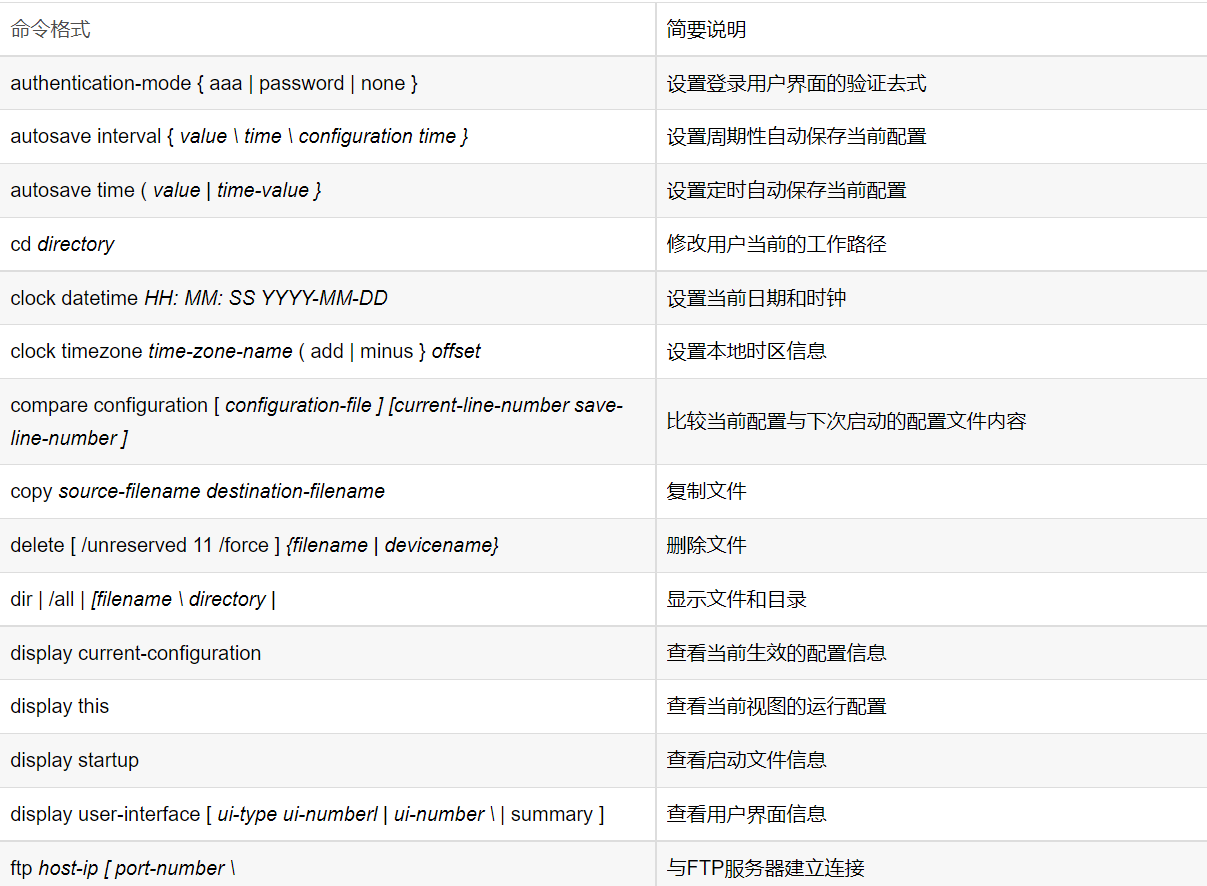 命令格式 简要说明
authentication-mode { aaa | password | none } 设置登录用户界面的验证去式
autosave interval { value \ time \ configuration time } 设置周期性自动保存当前配置
autosave time ( value | time-value } 设置定时自动保存当前配置
cd directory 修改用户当前的工作路径
clock datetime HH: MM: SS YYYY-MM-DD 设置当前日期和时钟
clock timezone time-zone-name ( add | minus } offset 设置本地时区信息
compare configuration [ configuration-file ] [current-line-number save-
line-number ] 比较当前配置与下次启动的配置文件内容
copy source-filename destination-filename 复制文件
delete [ /unreserved 11 /force ] {filename | devicename} 删除文件
dir | /all | [filename \ directory | 显示文件和目录
display current-configuration 查看当前生效的配置信息
display this 查看当前视图的运行配置
display startup 查看启动文件信息
display user-interface [ ui-type ui-numberl | ui-number \ | summary ] 查看用户界面信息
ftp host-ip [ port-number \ 与FTP服务器建立连接